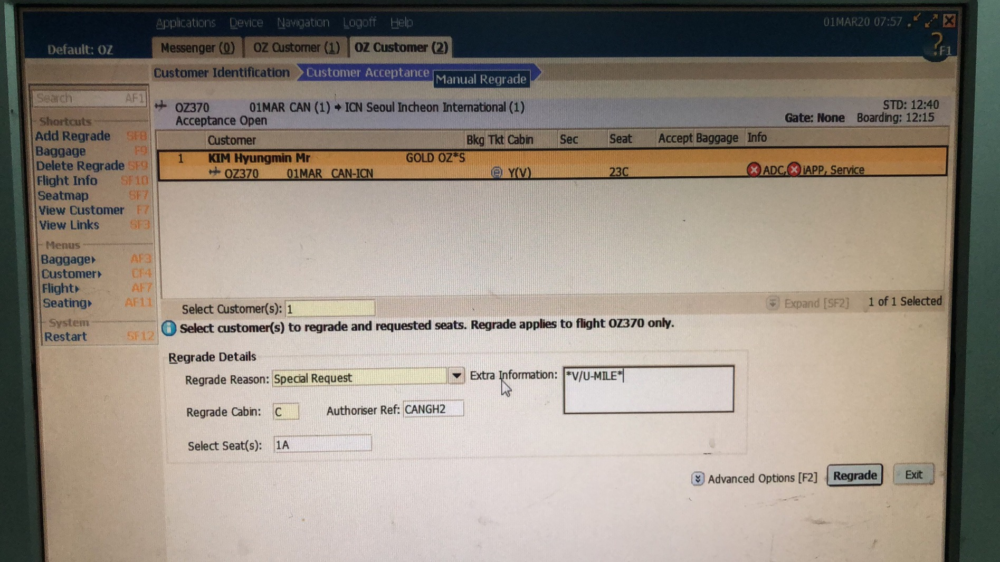 Applications Device Navigation Logoff Help 01MAR20 07:57
Default: OZ Messenger (0) OZ Customer (1) OZ Customer (2) ? F1
Customer Identification Customer Acceptance Manual Regrade
Search AF1
Shortcuts
Add Regrade SF8
Baggage F9
Delete Regrade SF9
Flight Info SF10
Seatmap SF7
View Customer F7
View Links SF3
Menus
Baggage AF3
Customer CF4
Flight AF7
Seating AF11
System
Restart SF12
OZ370 01MAR CAN (1) → ICN Seoul Incheon International (1) STD: 12:40
Acceptance Open Gate: None Boarding: 12:15
Customer Bkg Tkt Cabin Sec Seat Accept Baggage Info
1 KIM Hyungmin Mr GOLD OZ*S
OZ370 01MAR CAN-ICN e Y(V) 23C ADC, iAPP, Service
Select Customer(s): 1 Expand [SF2] 1 of 1 Selected
Select customer(s) to regrade and requested seats. Regrade applies to flight OZ370 only.
Regrade Details
Regrade Reason: Special Request Extra Information: *V/U-MILE*
Regrade Cabin: C Authoriser Ref: CANGH2
Select Seat(s): 1A
Advanced Options [F2] Regrade Exit